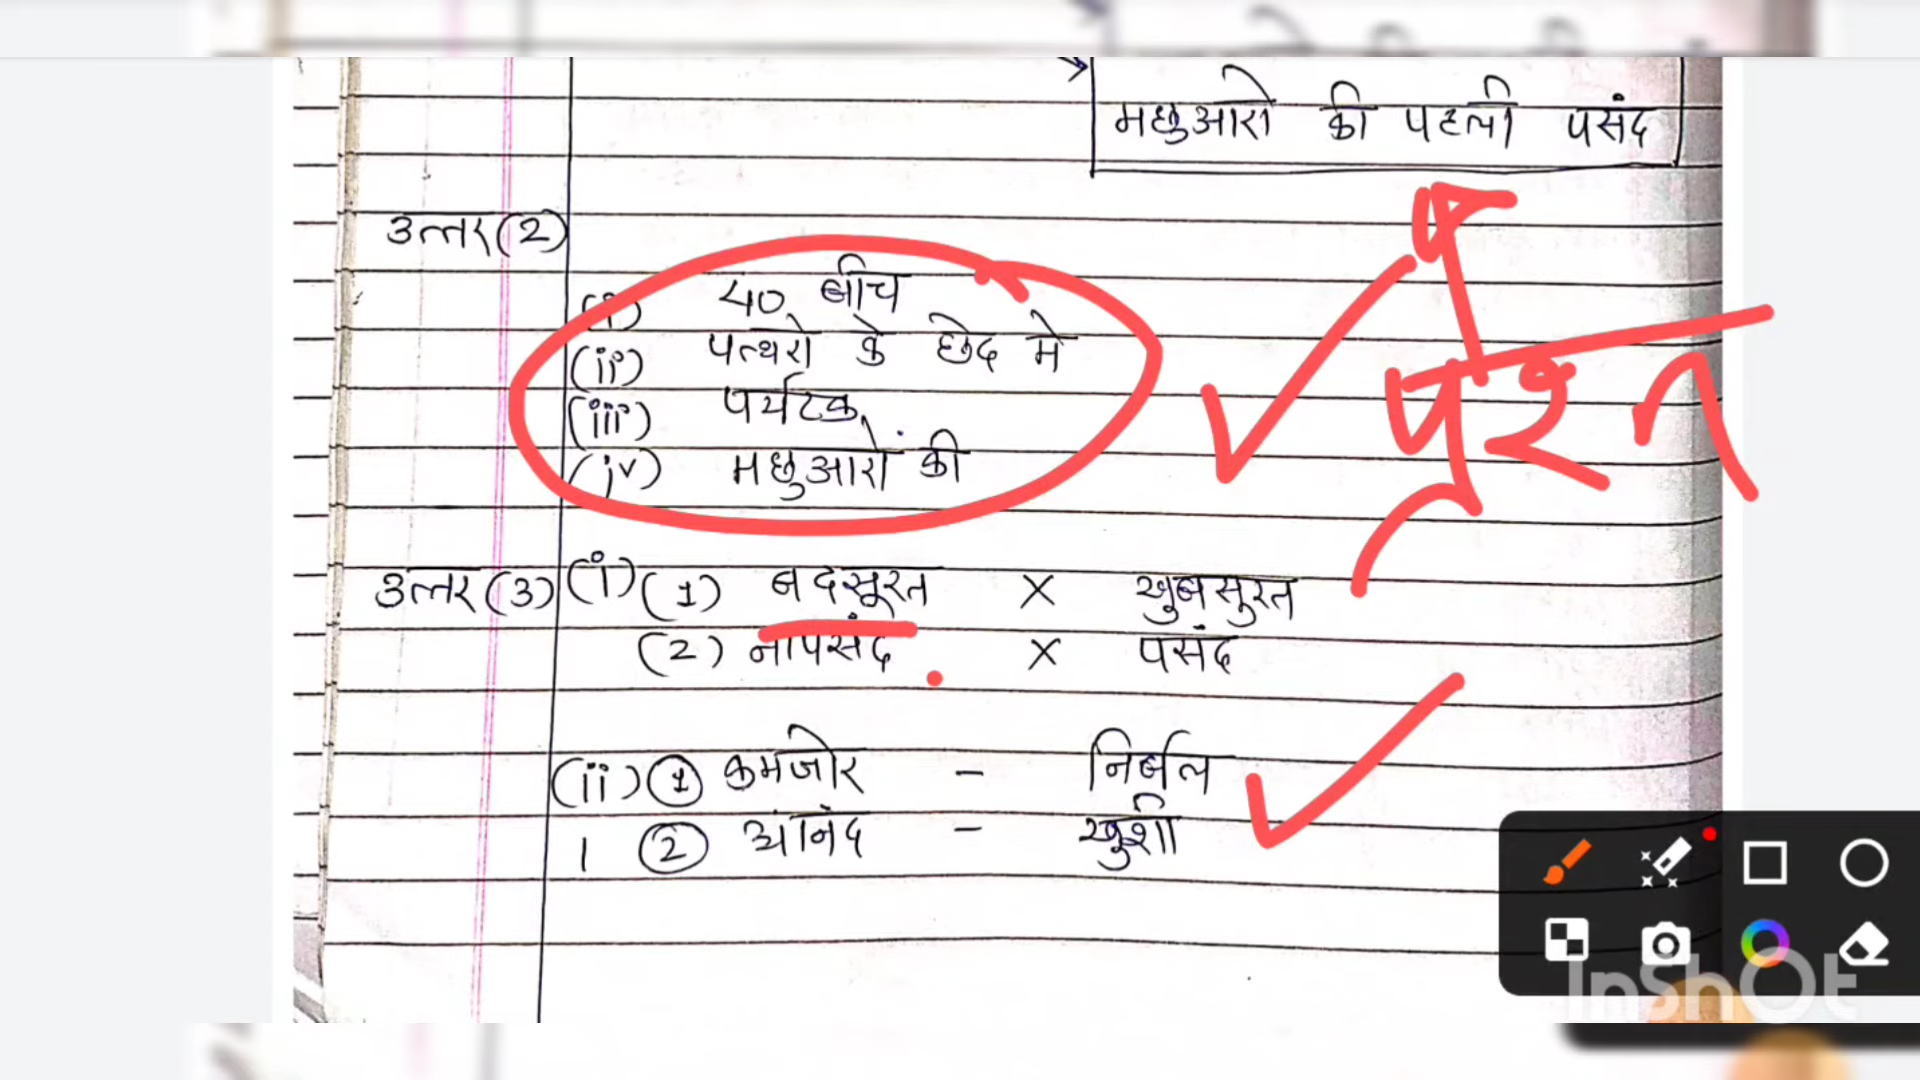 मछुआरो की पहली पसंद
उत्तर (2)
(i) 40 बीच
(ii) पत्थरो के छेद मे
(iii) पर्यटक
(iv) मछुआरों की
प्रश्न
उत्तर (3) (i) (1) बदसूरत × खुबसुरत
(2) नापसंद × पसंद
(ii) (1) कमजोर - निर्बल
(2) आनंद - खुशी
InShOt